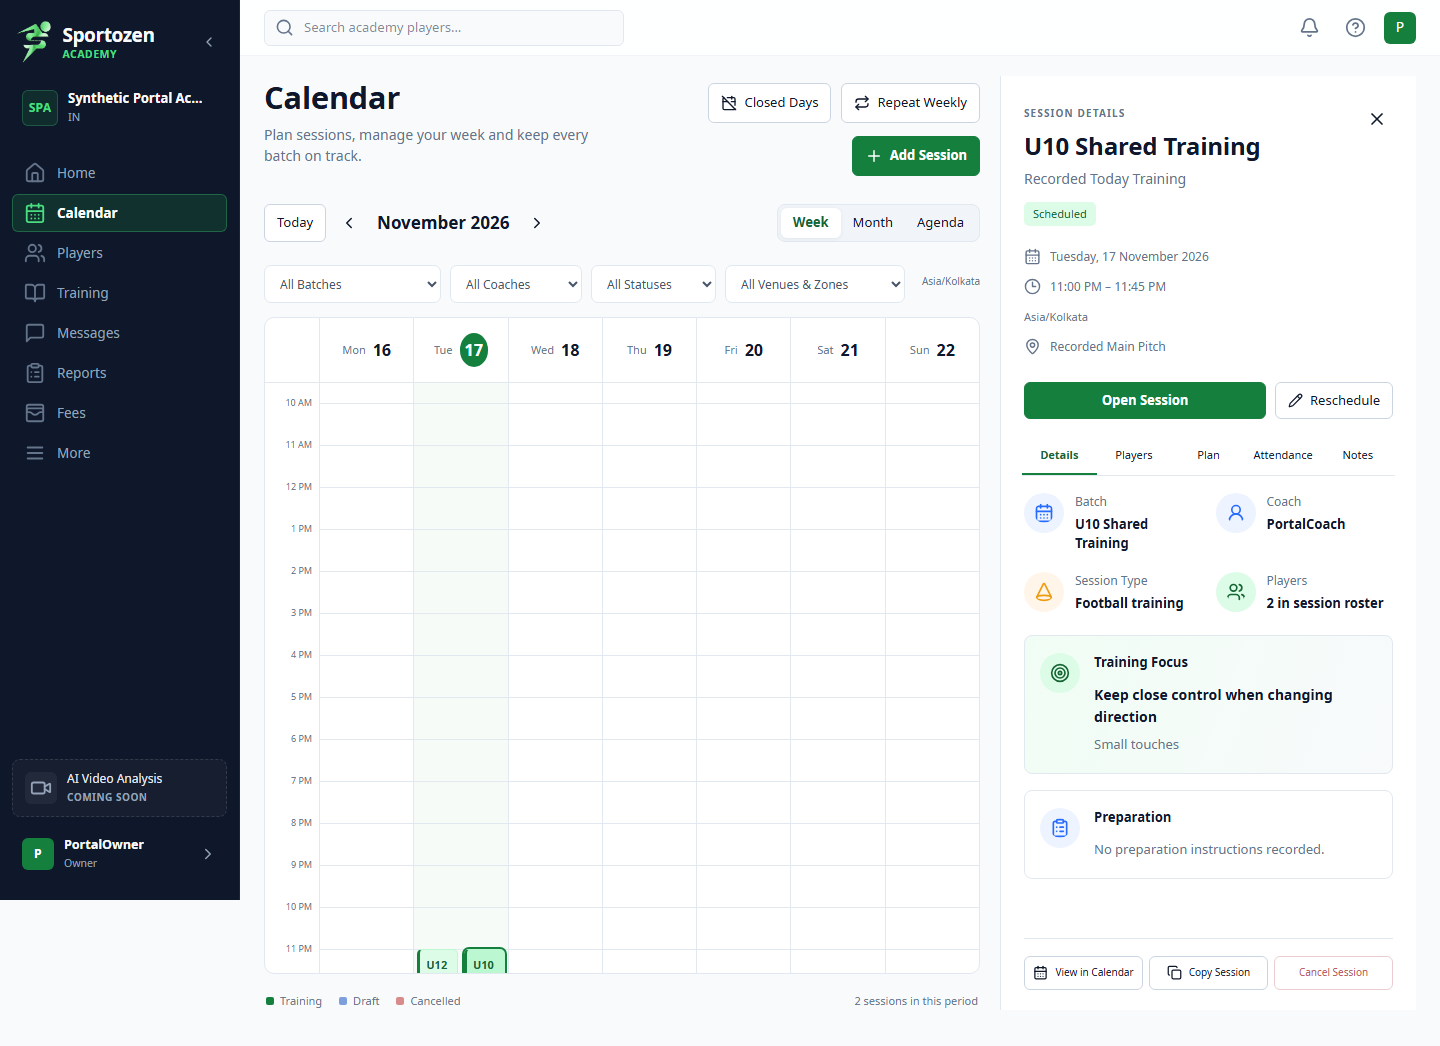 Sportozen
ACADEMY
SPA
Synthetic Portal Ac...
IN
Home
Calendar
Players
Training
Messages
Reports
Fees
More
AI Video Analysis
COMING SOON
P
PortalOwner
Owner
Search academy players...
P
Calendar
Plan sessions, manage your week and keep every
batch on track.
Closed Days
Repeat Weekly
Add Session
Today
November 2026
Week
Month
Agenda
All Batches
All Coaches
All Statuses
All Venues & Zones
Asia/Kolkata
Mon 16
Tue 17
Wed 18
Thu 19
Fri 20
Sat 21
Sun 22
10 AM
11 AM
12 PM
1 PM
2 PM
3 PM
4 PM
5 PM
6 PM
7 PM
8 PM
9 PM
10 PM
11 PM
U12
U10
Training
Draft
Cancelled
2 sessions in this period
SESSION DETAILS
U10 Shared Training
Recorded Today Training
Scheduled
Tuesday, 17 November 2026
11:00 PM – 11:45 PM
Asia/Kolkata
Recorded Main Pitch
Open Session
Reschedule
Details
Players
Plan
Attendance
Notes
Batch
U10 Shared
Training
Coach
PortalCoach
Session Type
Football training
Players
2 in session roster
Training Focus
Keep close control when changing
direction
Small touches
Preparation
No preparation instructions recorded.
View in Calendar
Copy Session
Cancel Session